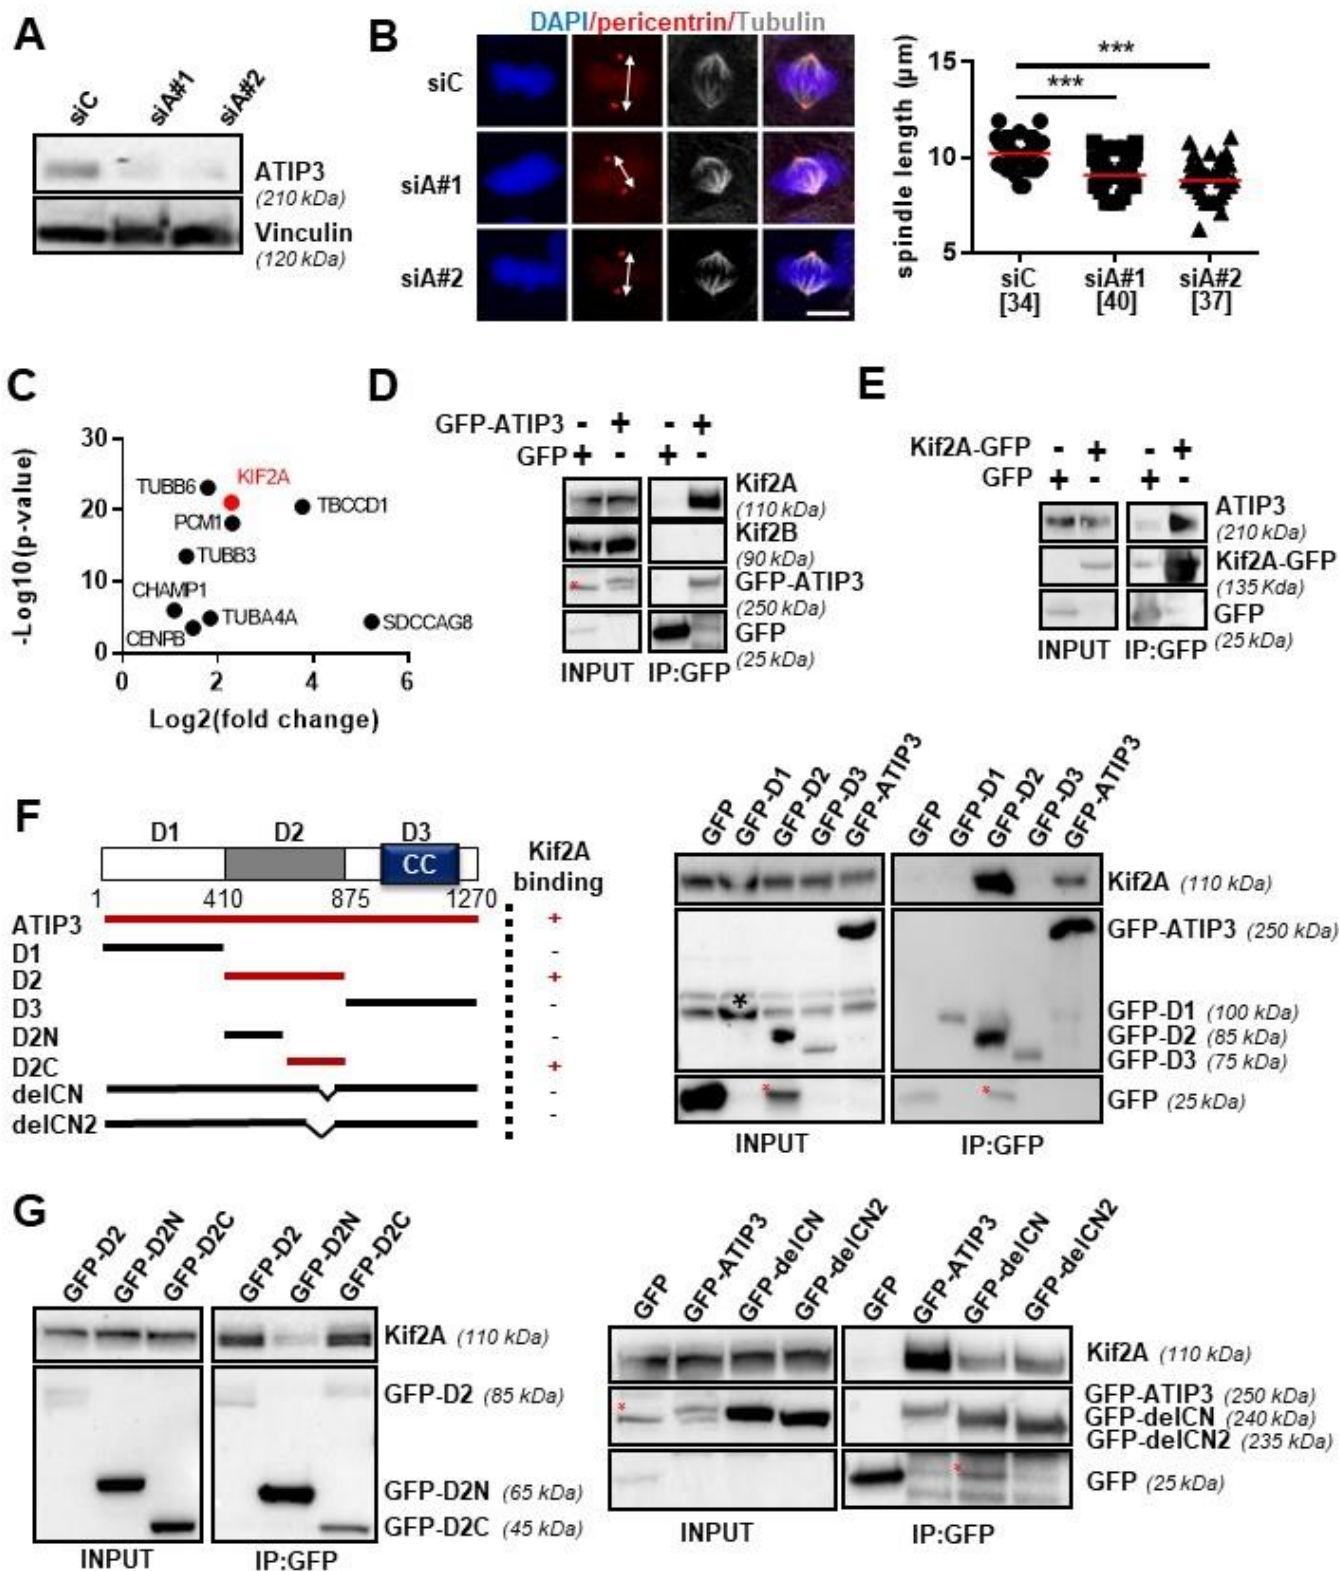 A
siC siA#1 siA#2
ATIP3
(210 kDa)
Vinculin
(120 kDa)
B
DAPI/pericentrin/Tubulin
siC
siA#1
siA#2
spindle length (µm)
15
10
5
***
***
siC siA#1 siA#2
[34] [40] [37]
C
-Log10(p-value)
30
20
10
0
TUBB6
KIF2A
TBCCD1
PCM1
TUBB3
CHAMP1
TUBA4A
SDCCAG8
CENPB
0 2 4 6
Log2(fold change)
D
GFP-ATIP3 - + - +
GFP + - + -
Kif2A
(110 kDa)
Kif2B
(90 kDa)
*
GFP-ATIP3
(250 kDa)
GFP
(25 kDa)
INPUT IP:GFP
E
Kif2A-GFP - + - +
GFP + - + -
ATIP3
(210 kDa)
Kif2A-GFP
(135 Kda)
GFP
(25 kDa)
INPUT IP:GFP
F
D1 D2 D3
CC
1 410 875 1270
Kif2A
binding
ATIP3 +
D1 -
D2 +
D3 -
D2N -
D2C +
delCN -
delCN2 -
GFP GFP-D1 GFP-D2 GFP-D3 GFP-ATIP3 GFP GFP-D1 GFP-D2 GFP-D3 GFP-ATIP3
Kif2A (110 kDa)
GFP-ATIP3 (250 kDa)
*
GFP-D1 (100 kDa)
GFP-D2 (85 kDa)
GFP-D3 (75 kDa)
* *
GFP (25 kDa)
INPUT IP:GFP
G
GFP-D2 GFP-D2N GFP-D2C GFP-D2 GFP-D2N GFP-D2C
Kif2A (110 kDa)
GFP-D2 (85 kDa)
GFP-D2N (65 kDa)
GFP-D2C (45 kDa)
INPUT IP:GFP
GFP GFP-ATIP3 GFP-delCN GFP-delCN2 GFP GFP-ATIP3 GFP-delCN GFP-delCN2
Kif2A (110 kDa)
GFP-ATIP3 (250 kDa)
*
GFP-delCN (240 kDa)
GFP-delCN2 (235 kDa)
*
GFP (25 kDa)
INPUT IP:GFP